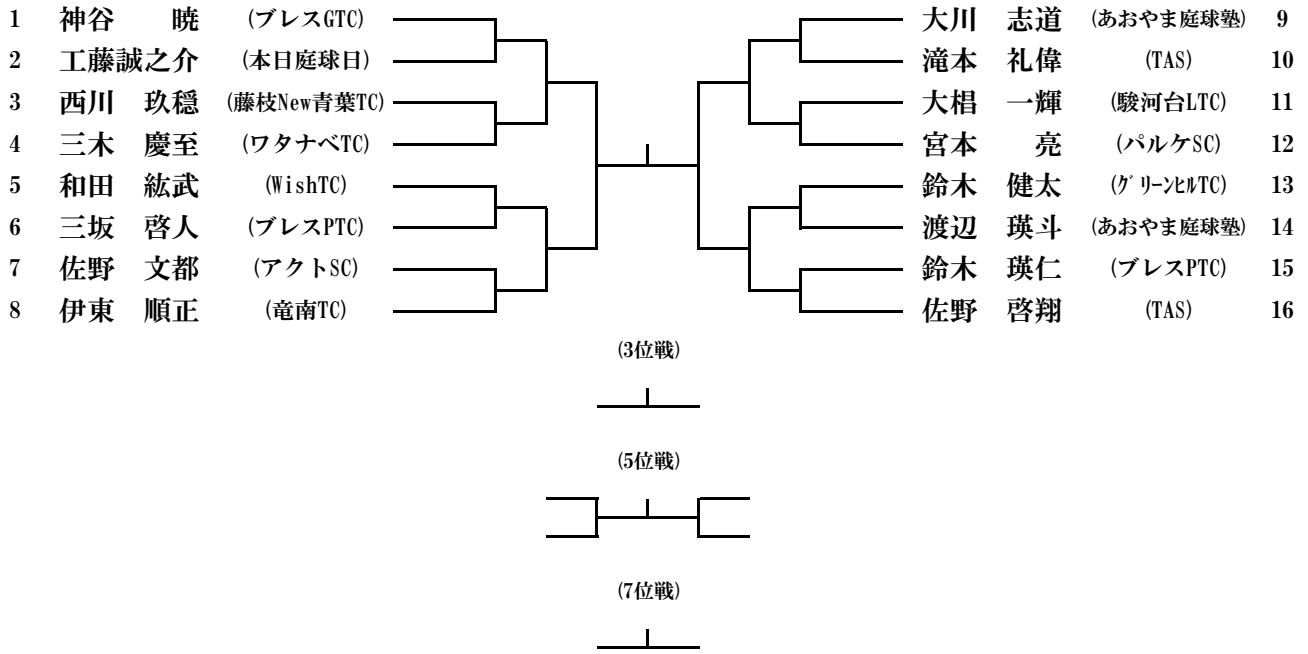 1 神谷 暁 (ブレスGTC) 大川 志道 (あおやま庭球塾) 9
2 工藤誠之介 (本日庭球日) 滝本 礼偉 (TAS) 10
3 西川 玖穏 (藤枝New青葉TC) 大椙 一輝 (駿河台LTC) 11
4 三木 慶至 (ワタナベTC) 宮本 亮 (パルケSC) 12
5 和田 紘武 (WishTC) 鈴木 健太 (グリーンヒルTC) 13
6 三坂 啓人 (ブレスPTC) 渡辺 瑛斗 (あおやま庭球塾) 14
7 佐野 文都 (アクトSC) 鈴木 瑛仁 (ブレスPTC) 15
8 伊東 順正 (竜南TC) 佐野 啓翔 (TAS) 16
(3位戦)
(5位戦)
(7位戦)